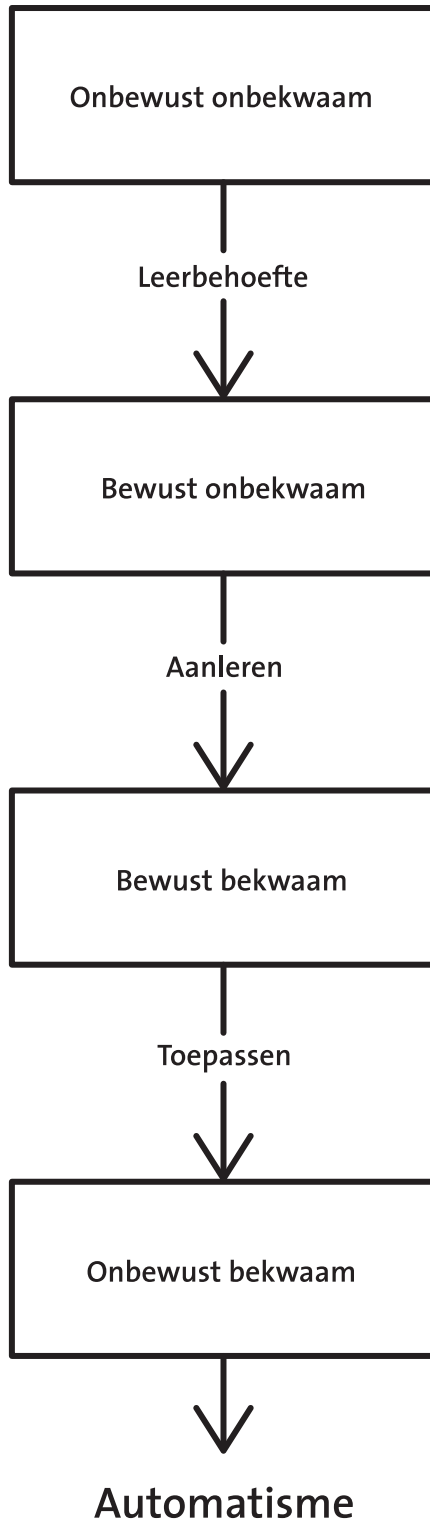 Onbewust onbekwaam
Leerbehoefte
Bewust onbekwaam
Aanleren
Bewust bekwaam
Toepassen
Onbewust bekwaam
Automatisme